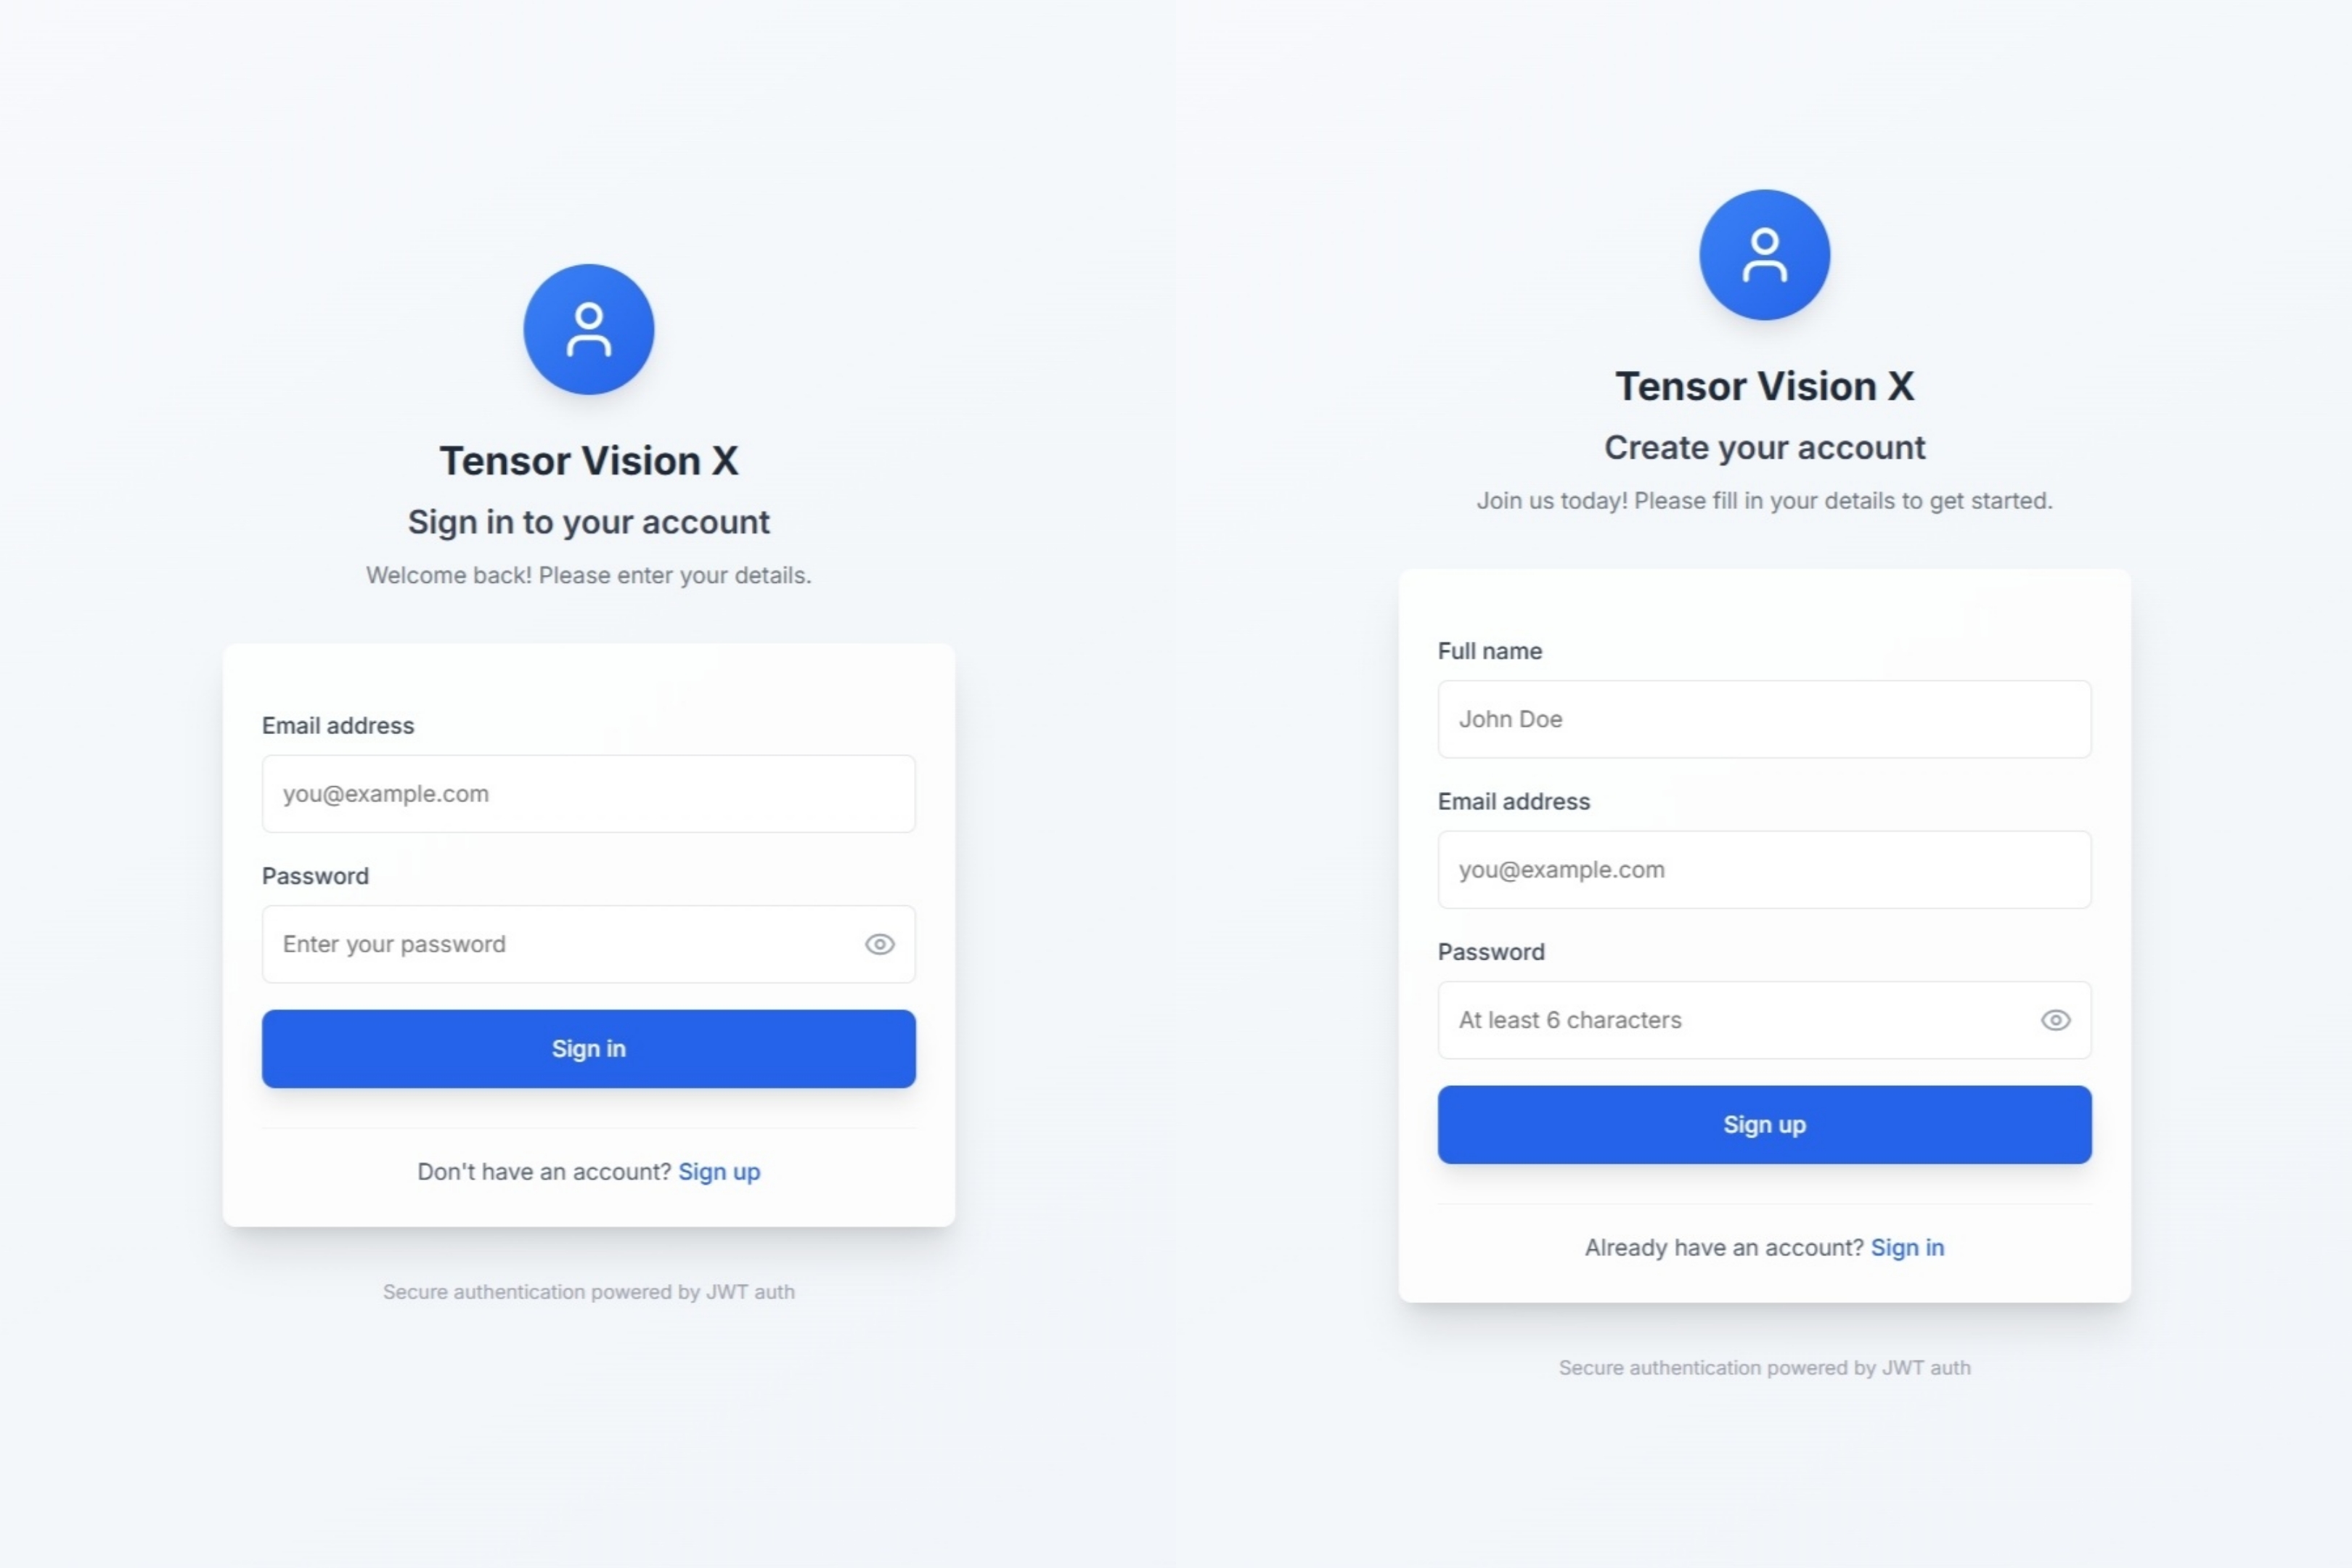 Tensor Vision X
Sign in to your account
Welcome back! Please enter your details.
Email address
you@example.com
Password
Enter your password
Sign in
Don't have an account? Sign up
Secure authentication powered by JWT auth
Tensor Vision X
Create your account
Join us today! Please fill in your details to get started.
Full name
John Doe
Email address
you@example.com
Password
At least 6 characters
Sign up
Already have an account? Sign in
Secure authentication powered by JWT auth